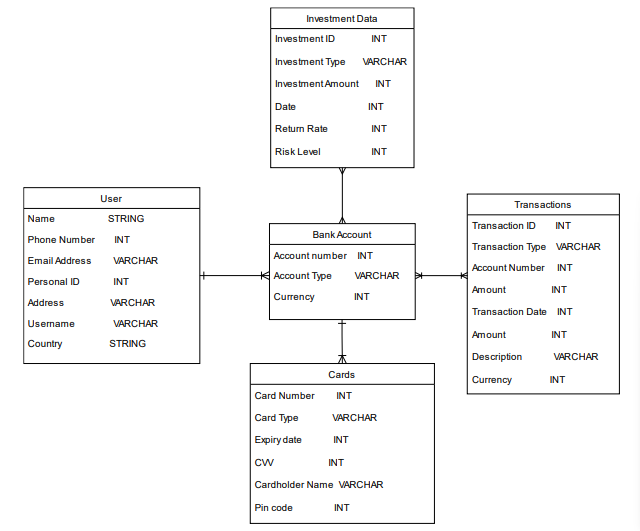 Investment Data
Investment ID INT
Investment Type VARCHAR
Investment Amount INT
Date INT
Return Rate INT
Risk Level INT
User
Name STRING
Phone Number INT
Email Address VARCHAR
Personal ID INT
Address VARCHAR
Username VARCHAR
Country STRING
Bank Account
Account number INT
Account Type VARCHAR
Currency INT
Transactions
Transaction ID INT
Transaction Type VARCHAR
Account Number INT
Amount INT
Transaction Date INT
Amount INT
Description VARCHAR
Currency INT
Cards
Card Number INT
Card Type VARCHAR
Expiry date INT
CVV INT
Cardholder Name VARCHAR
Pin code INT